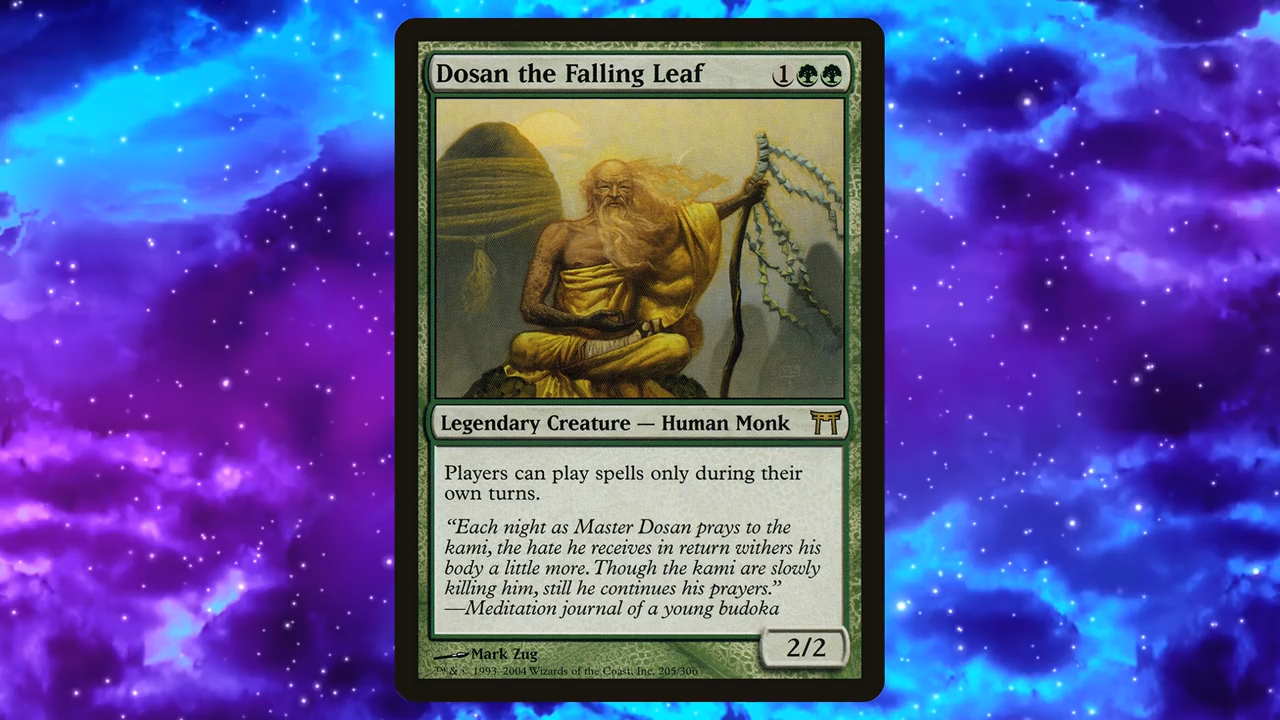 Dosan the Falling Leaf 1
Legendary Creature — Human Monk
Players can play spells only during their
own turns.
“Each night as Master Dosan prays to the
kami, the hate he receives in return withers his
body a little more. Though the kami are slowly
killing him, still he continues his prayers.”
—Meditation journal of a young budoka
2/2
Mark Zug
™ & © 1993–2004 Wizards of the Coast, Inc. 205/306